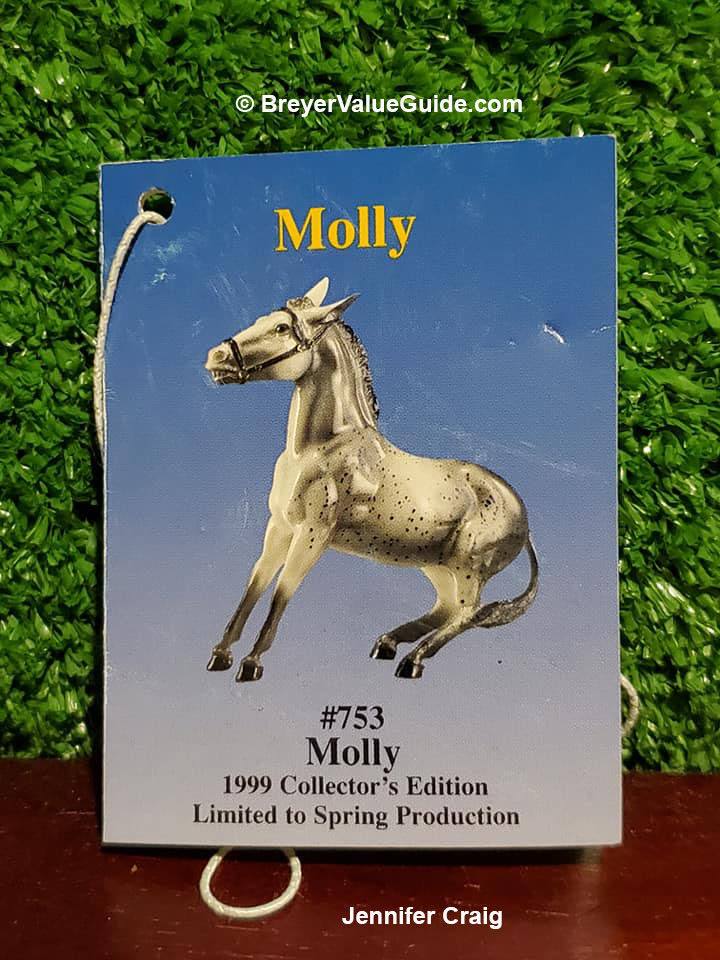 © BreyerValueGuide.com
Molly
#753
Molly
1999 Collector's Edition
Limited to Spring Production
Jennifer Craig